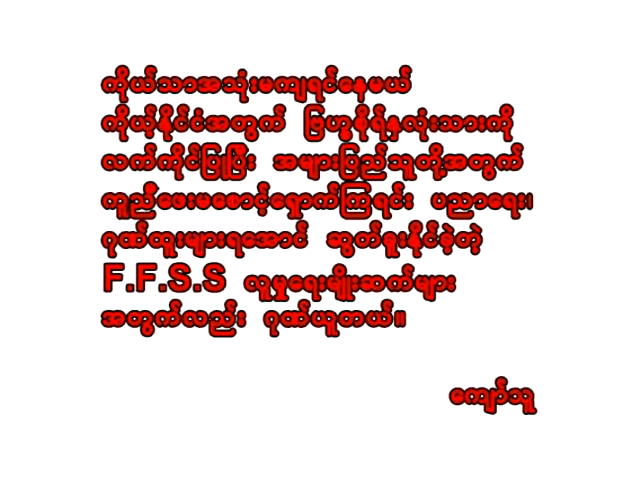 ကိုယ်သာအသုံးမကျရင်နေမယ်
ကိုယ့်နိုင်ငံအတွက် ဗြဟ္မစိုရ်နှလုံးသားကို
လက်ကိုင်ပြုပြီး အများပြည်သူတို့အတွက်
ကူညီဖေးမစောင့်ရှောက်ကြရင်း ပညာရေး၊
ဂုဏ်ထူးများရအောင် ဆွတ်ခူးနိုင်ခဲ့တဲ့
F.F.S.S လူမှုရေးမျိုးဆက်များ
အတွက်လည်း ဂုဏ်ယူတယ်။
ကျော်သူ